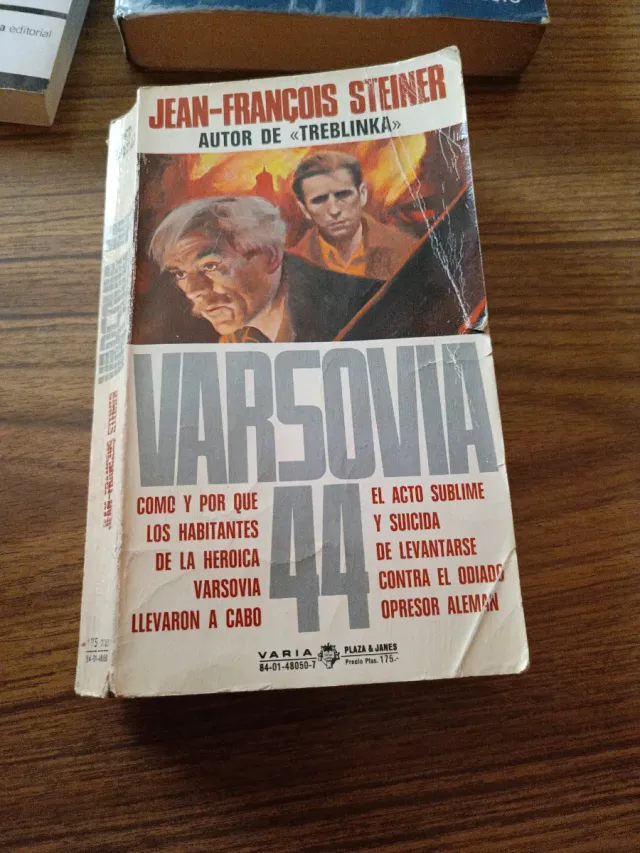 a editorial
JEAN-FRANÇOIS STEINER
AUTOR DE «TREBLINKA»
VARSOVIA
44
COMO Y POR QUE
LOS HABITANTES
DE LA HEROICA
VARSOVIA
LLEVARON A CABO
EL ACTO SUBLIME
Y SUICIDA
DE LEVANTARSE
CONTRA EL ODIADO
OPRESOR ALEMAN
VARIA
84-01-48050-7
PLAZA & JANES
Precio Ptas. 175.-
175